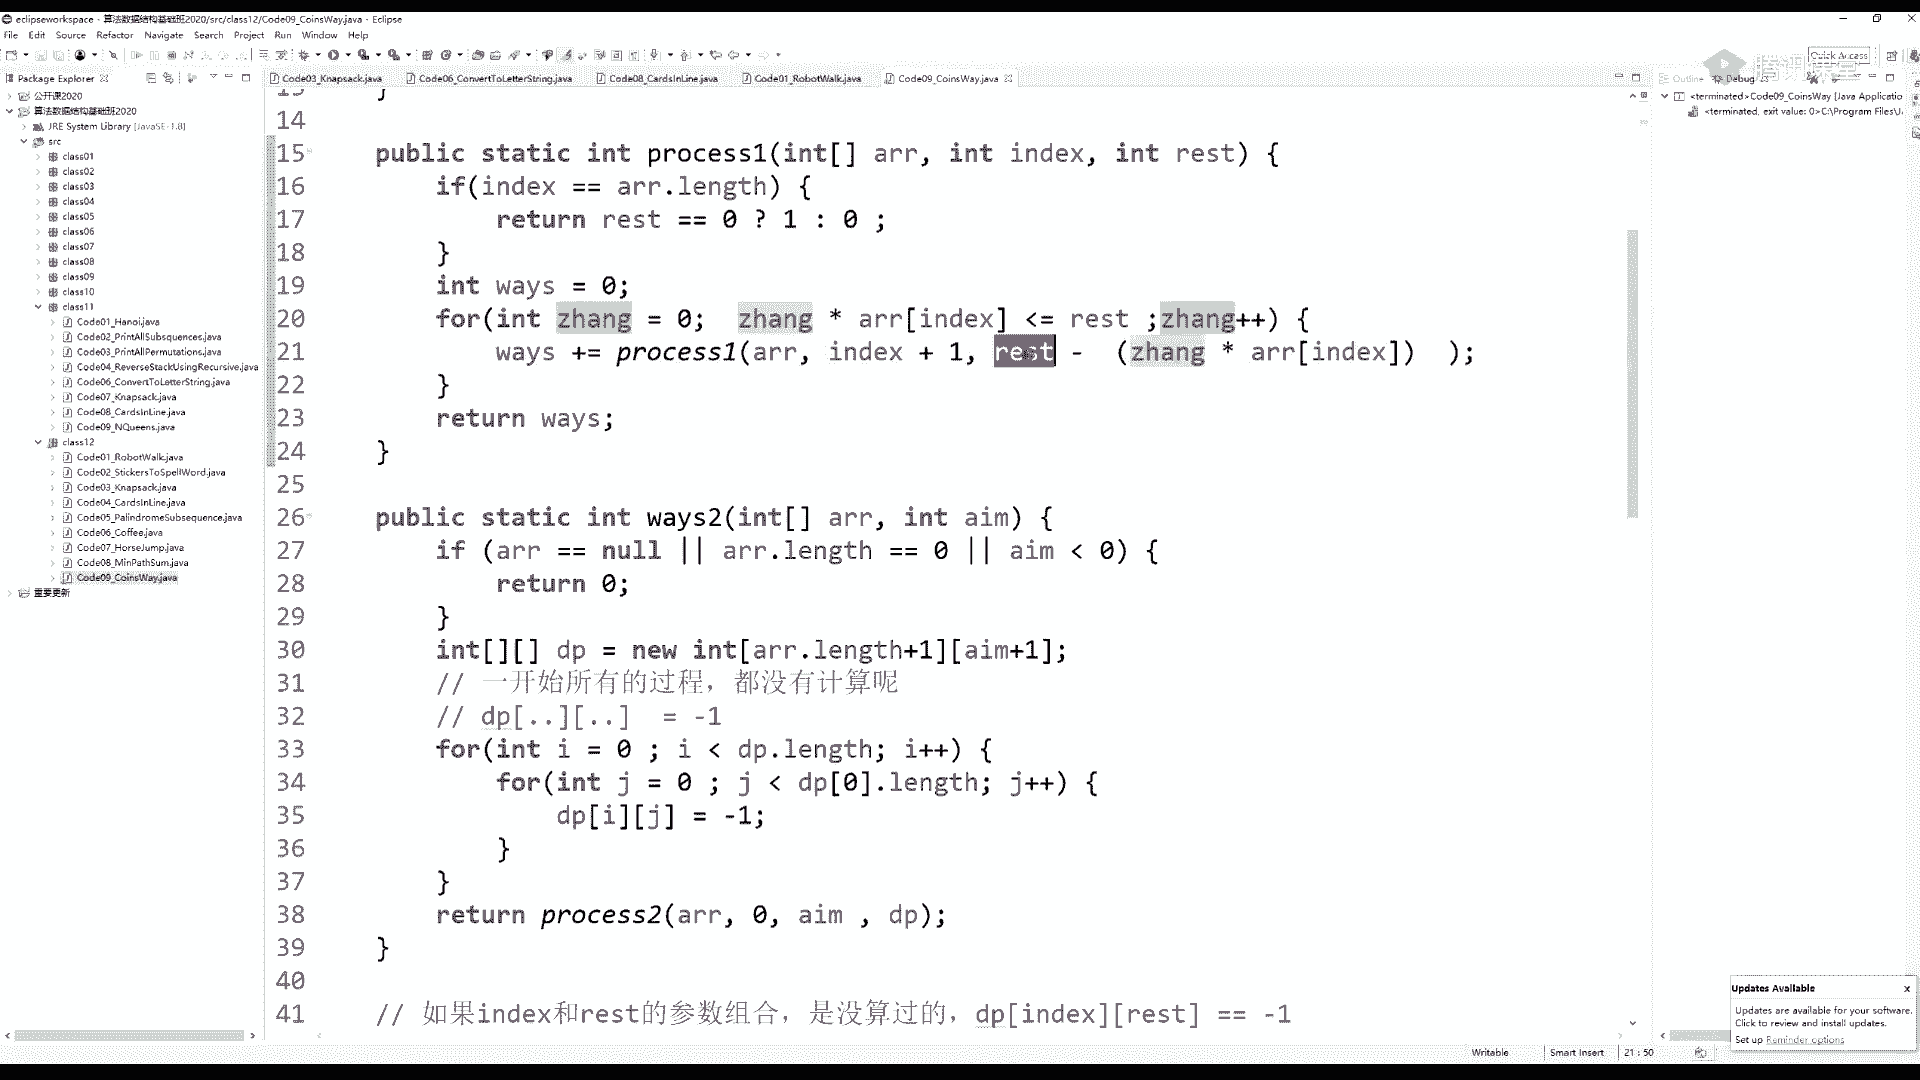 eclipseworkspace - 算法数据结构基础班2020/src/class12/Code09_CoinsWay.java - Eclipse
File Edit Source Refactor Navigate Search Project Run Window Help
Quick Access
腾讯课堂
Package Explorer
Code03_Knapsack.java Code06_ConvertToLetterString.java Code08_CardsInLine.java Code01_RobotWalk.java Code09_CoinsWay.java
Outline Debug
公开课2020
算法数据结构基础班2020
JRE System Library [JavaSE-1.8]
src
class01
class02
class03
class04
class05
class06
class07
class08
class09
class10
class11
Code01_Hanoi.java
Code02_PrintAllSubsquences.java
Code03_PrintAllPermutations.java
Code04_ReverseStackUsingRecursive.java
Code06_ConvertToLetterString.java
Code07_Knapsack.java
Code08_CardsInLine.java
Code09_NQueens.java
class12
Code01_RobotWalk.java
Code02_StickersToSpellWord.java
Code03_Knapsack.java
Code04_CardsInLine.java
Code05_PalindromeSubsequence.java
Code06_Coffee.java
Code07_HorseJump.java
Code08_MinPathSum.java
Code09_CoinsWay.java
重要更新
13 }
14
15 public static int process1(int[] arr, int index, int rest) {
16 if(index == arr.length) {
17 return rest == 0 ? 1 : 0 ;
18 }
19 int ways = 0;
20 for(int zhang = 0; zhang * arr[index] <= rest ;zhang++) {
21 ways += process1(arr, index + 1, rest - (zhang * arr[index]) );
22 }
23 return ways;
24 }
25
26 public static int ways2(int[] arr, int aim) {
27 if (arr == null || arr.length == 0 || aim < 0) {
28 return 0;
29 }
30 int[][] dp = new int[arr.length+1][aim+1];
31 // 一开始所有的过程，都没有计算呢
32 // dp[..][..] = -1
33 for(int i = 0 ; i < dp.length; i++) {
34 for(int j = 0 ; j < dp[0].length; j++) {
35 dp[i][j] = -1;
36 }
37 }
38 return process2(arr, 0, aim , dp);
39 }
40
41 // 如果index和rest的参数组合，是没算过的，dp[index][rest] == -1
<terminated>Code09_CoinsWay [Java Applicatio
<terminated, exit value: 0>C:\Program Files\J
Updates Available
Updates are available for your software.
Click to review and install updates.
Set up Reminder options
Writable Smart Insert 21 : 50